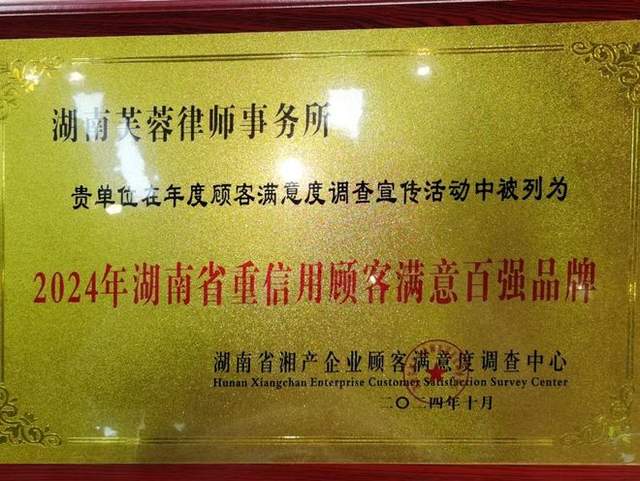 湖南芙蓉律师事务所
贵单位在年度顾客满意度调查宣传活动中被列为
2024年湖南省重信用顾客满意百强品牌
湖南省湘产企业顾客满意度调查中心
Hunan Xiangchan Enterprise Customer Satisfaction Survey Center
二〇二四年十月